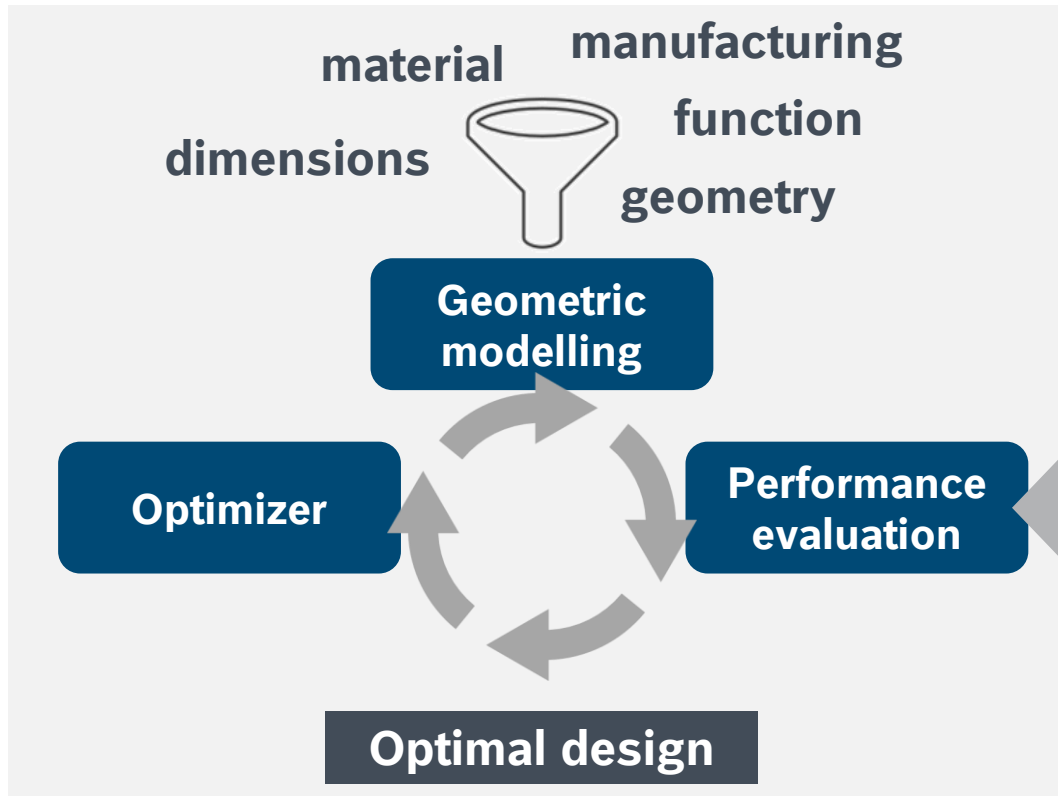 manufacturing
material
function
dimensions
geometry
Geometric
modelling
Optimizer
Performance
evaluation
Optimal design